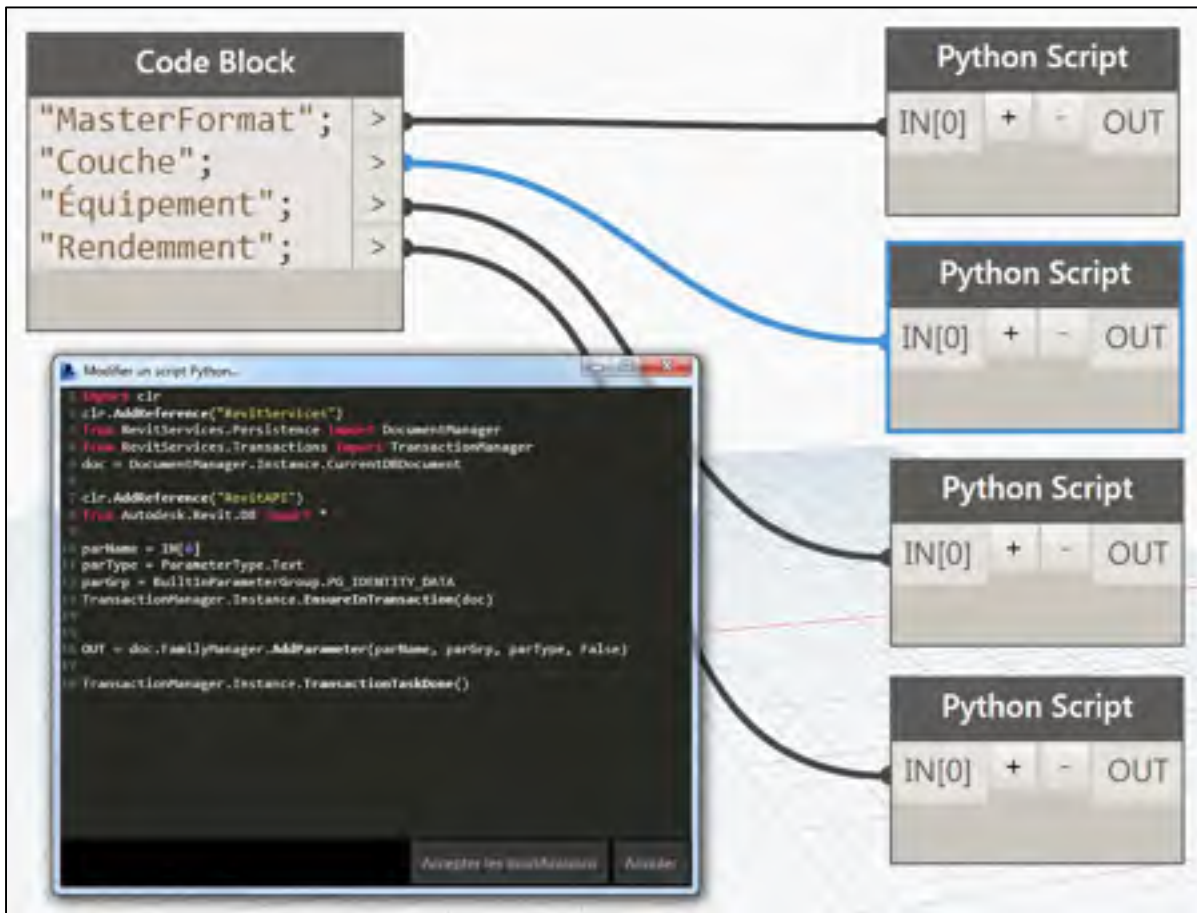 Code Block
"MasterFormat"; >
"Couche"; >
"Équipement"; >
"Rendemment"; >
Python Script
IN[0] + - OUT
Python Script
IN[0] + - OUT
Python Script
IN[0] + - OUT
Python Script
IN[0] + - OUT
Modifier un script Python...
import clr
clr.AddReference("RevitServices")
from RevitServices.Persistence import DocumentManager
from RevitServices.Transactions import TransactionManager
doc = DocumentManager.Instance.CurrentDBDocument
7 clr.AddReference("RevitAPI")
8 from Autodesk.Revit.DB import *
parName = IN[0]
parType = ParameterType.Text
parGrp = BuiltInParameterGroup.PG_IDENTITY_DATA
TransactionManager.Instance.EnsureInTransaction(doc)
OUT = doc.FamilyManager.AddParameter(parName, parGrp, parType, False)
TransactionManager.Instance.TransactionTaskDone()
Accepter les modifications Annuler